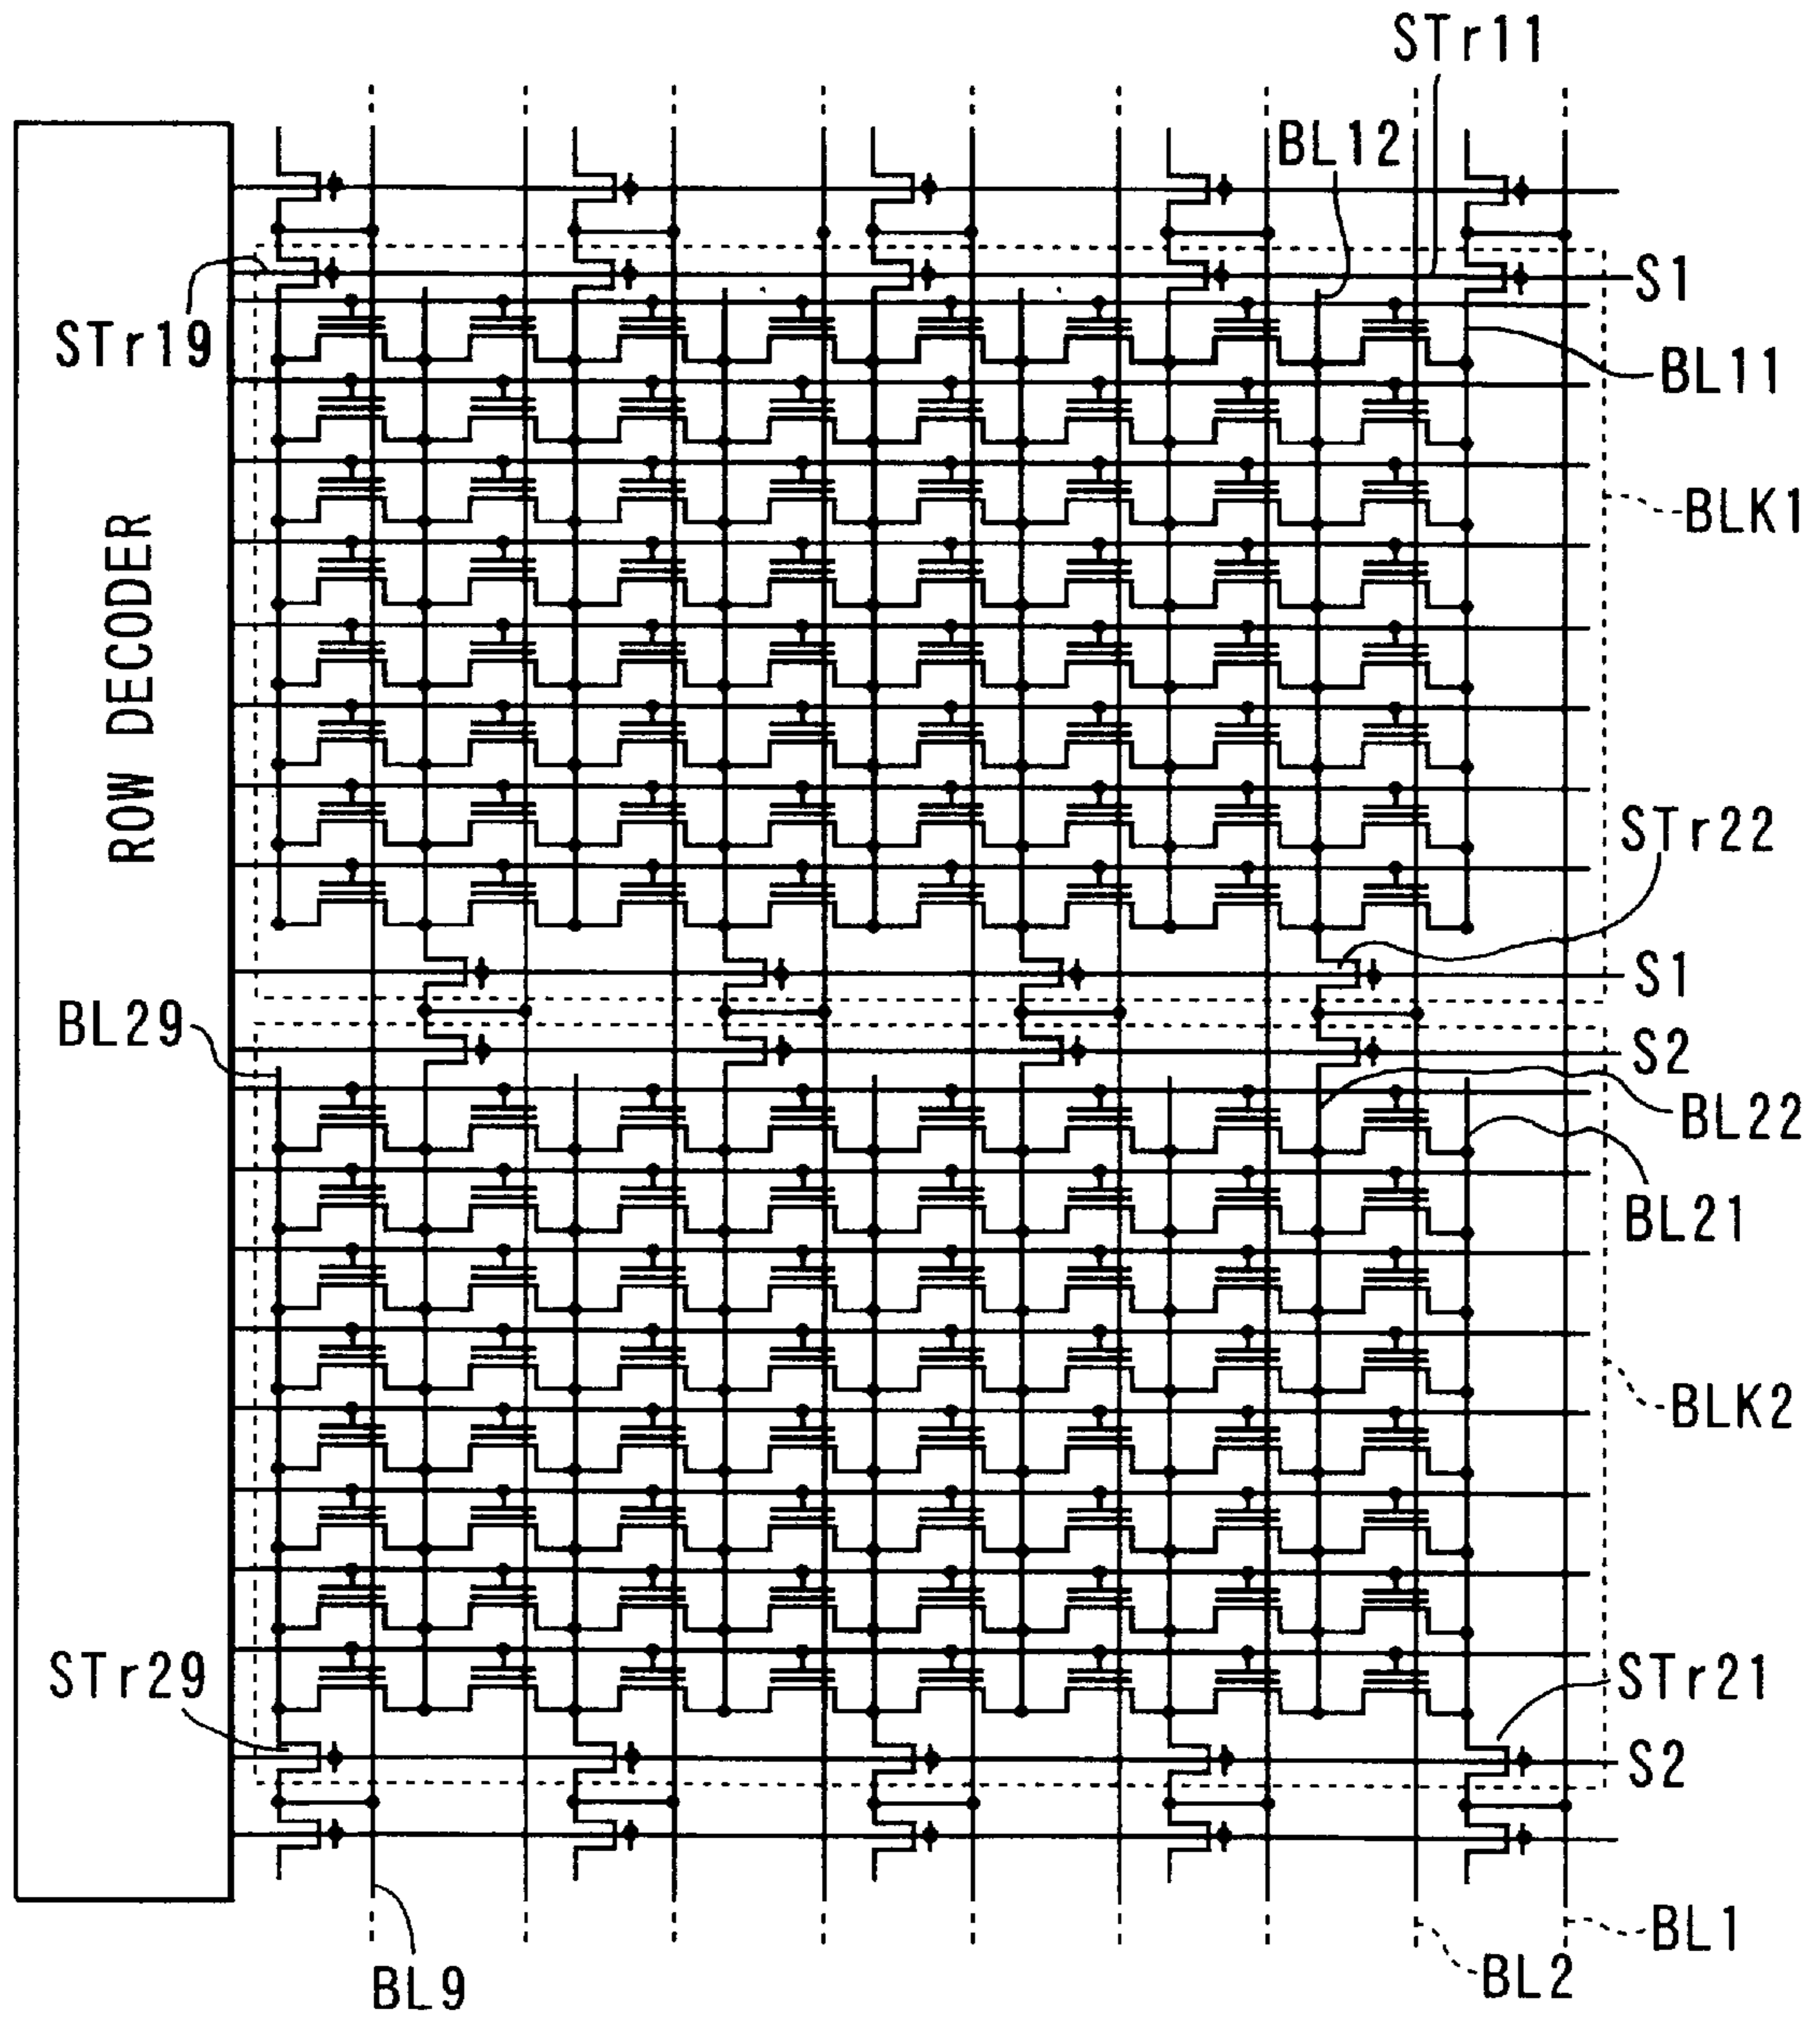 STr11
BL12
S1
STr19
BL11
BLK1
ROW DECODER
STr22
S1
BL29
S2
BL22
BL21
BLK2
STr29
STr21
S2
BL1
BL2
BL9